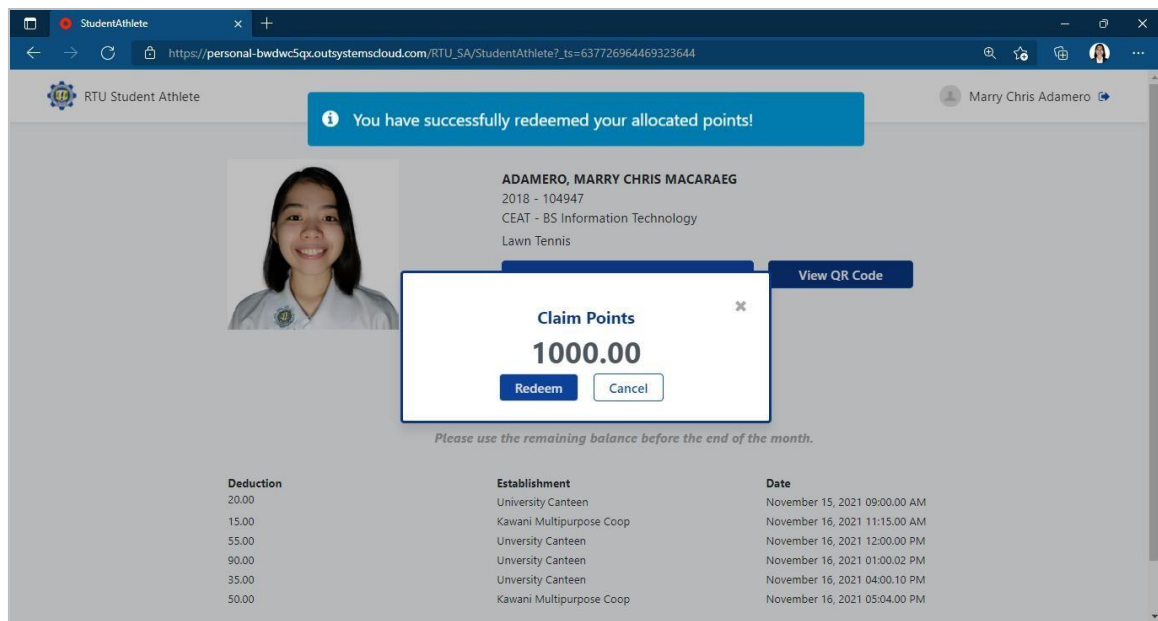 StudentAthlete
https://personal-bwdwc5qx.outsystemscloud.com/RTU_SA/StudentAthlete?_ts=637726964469323644
RTU Student Athlete
Marry Chris Adamero
You have successfully redeemed your allocated points!
ADAMERO, MARRY CHRIS MACARAEG
2018 - 104947
CEAT - BS Information Technology
Lawn Tennis
View QR Code
Claim Points
1000.00
Redeem Cancel
Please use the remaining balance before the end of the month.
Deduction Establishment Date
20.00 University Canteen November 15, 2021 09:00.00 AM
15.00 Kawani Multipurpose Coop November 16, 2021 11:15.00 AM
55.00 Unversity Canteen November 16, 2021 12:00.00 PM
90.00 Unversity Canteen November 16, 2021 01:00.02 PM
35.00 Unversity Canteen November 16, 2021 04:00.10 PM
50.00 Kawani Multipurpose Coop November 16, 2021 05:04.00 PM